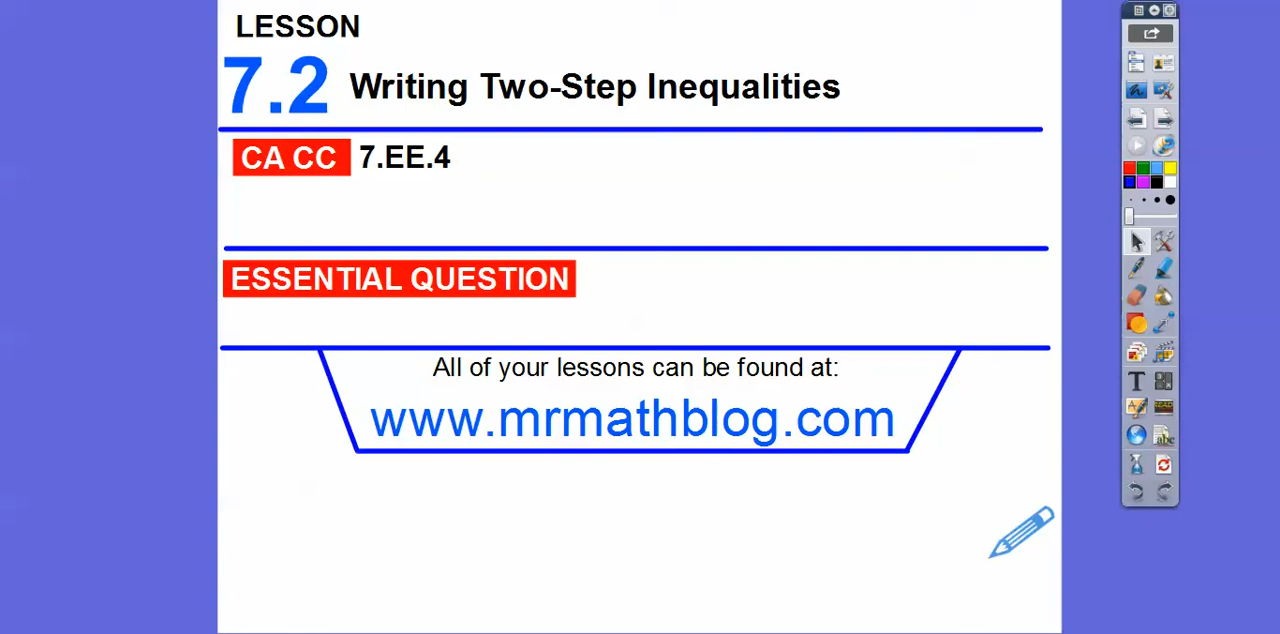 LESSON
7.2 Writing Two-Step Inequalities
CA CC 7.EE.4
ESSENTIAL QUESTION
All of your lessons can be found at:
www.mrmathblog.com